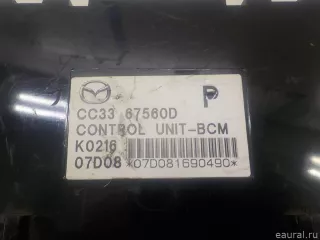 CC33 67560D
P
CONTROL UNIT-BCM
K0216
07D08 *07D081690490*
© eaural.ru